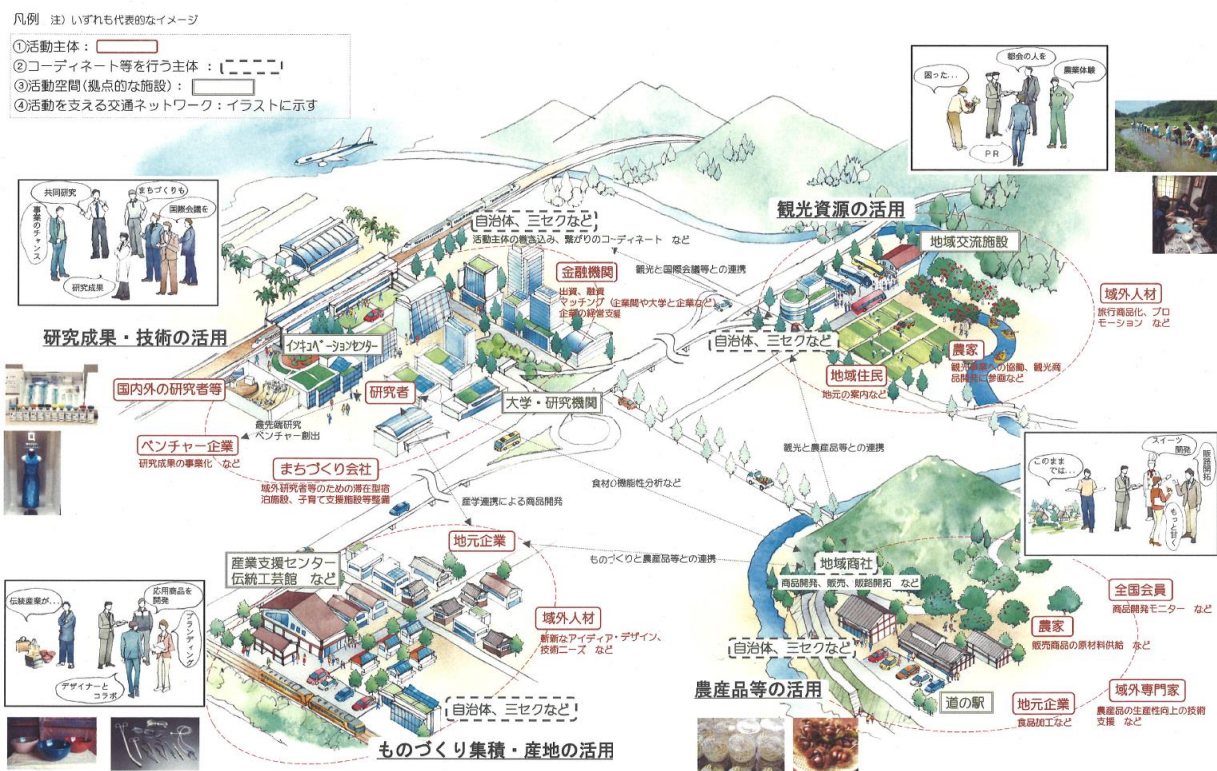 凡例 注）いずれも代表的なイメージ
①活動主体：
②コーディネート等を行う主体：
③活動空間(拠点的な施設)：
④活動を支える交通ネットワーク：イラストに示す
困った…
都会の人を
農業体験
PR
共同研究
まちづくりも
国際会議を
事業のチャンス
研究成果
研究成果・技術の活用
自治体、三セクなど
活動主体の巻き込み、繋がりのコーディネート など
金融機関
出資、融資
マッチング（企業間や大学と企業など）
企業の経営支援
観光と国際会議等との連携
観光資源の活用
地域交流施設
域外人材
旅行商品化、プロ
モーション など
自治体、三セクなど
農家
観光事業への協働、観光商
品開発に参画など
地域住民
地元の案内など
インキュベーションセンター
国内外の研究者等
研究者
大学・研究機関
最先端研究
ベンチャー創出
ベンチャー企業
研究成果の事業化 など
まちづくり会社
域外研究者等のための滞在型宿
泊施設、子育て支援施設等整備
産学連携による商品開発
食材の機能性分析など
観光と農産品等との連携
ものづくりと農産品等との連携
このまま
では…
スイーツ
開発
販路開拓
もっと甘く
産業支援センター
伝統工芸館 など
地元企業
域外人材
斬新なアイディア・デザイン、
技術ニーズ など
自治体、三セクなど
ものづくり集積・産地の活用
伝統産業が…
応用商品を
開発
ブランディング
デザイナーと
コラボ
地域商社
商品開発、販売、販路開拓 など
全国会員
商品開発モニター など
農家
販売商品の原材料供給 など
自治体、三セクなど
農産品等の活用
道の駅
地元企業
食品加工など
域外専門家
農産品の生産性向上の技術
支援 など